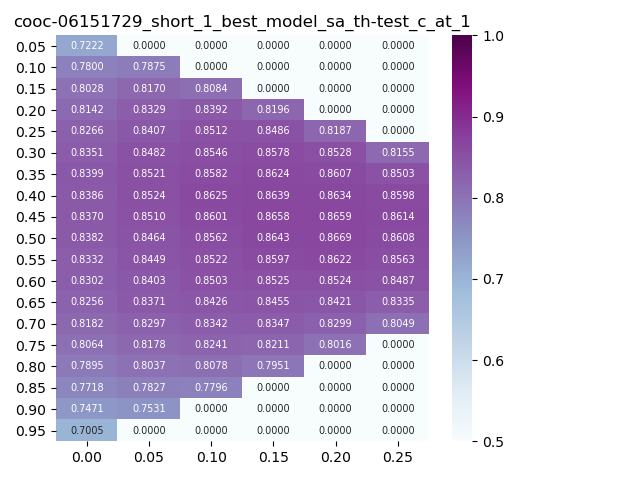 cooc-06151729_short_1_best_model_sa_th-test_c_at_1
0.05 0.7222 0.0000 0.0000 0.0000 0.0000 0.0000
0.10 0.7800 0.7875 0.0000 0.0000 0.0000 0.0000
0.15 0.8028 0.8170 0.8084 0.0000 0.0000 0.0000
0.20 0.8142 0.8329 0.8392 0.8196 0.0000 0.0000
0.25 0.8266 0.8407 0.8512 0.8486 0.8187 0.0000
0.30 0.8351 0.8482 0.8546 0.8578 0.8528 0.8155
0.35 0.8399 0.8521 0.8582 0.8624 0.8607 0.8503
0.40 0.8386 0.8524 0.8625 0.8639 0.8634 0.8598
0.45 0.8370 0.8510 0.8601 0.8658 0.8659 0.8614
0.50 0.8382 0.8464 0.8562 0.8643 0.8669 0.8608
0.55 0.8332 0.8449 0.8522 0.8597 0.8622 0.8563
0.60 0.8302 0.8403 0.8503 0.8525 0.8524 0.8487
0.65 0.8256 0.8371 0.8426 0.8455 0.8421 0.8335
0.70 0.8182 0.8297 0.8342 0.8347 0.8299 0.8049
0.75 0.8064 0.8178 0.8241 0.8211 0.8016 0.0000
0.80 0.7895 0.8037 0.8078 0.7951 0.0000 0.0000
0.85 0.7718 0.7827 0.7796 0.0000 0.0000 0.0000
0.90 0.7471 0.7531 0.0000 0.0000 0.0000 0.0000
0.95 0.7005 0.0000 0.0000 0.0000 0.0000 0.0000
0.00 0.05 0.10 0.15 0.20 0.25
1.0
0.9
0.8
0.7
0.6
0.5